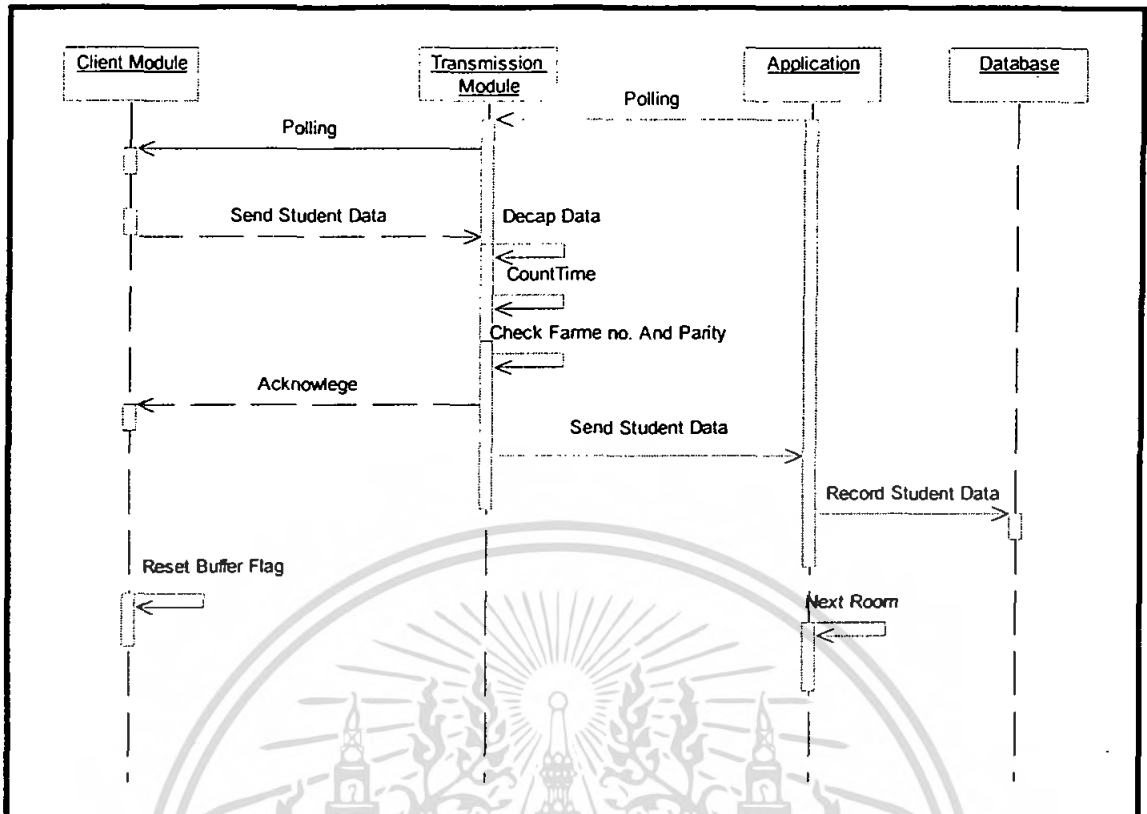 Client Module
Transmission
Module
Application
Database
Polling
Polling
Send Student Data
Decap Data
CountTime
Check Farme no. And Parity
Acknowlege
Send Student Data
Record Student Data
Reset Buffer Flag
Next Room